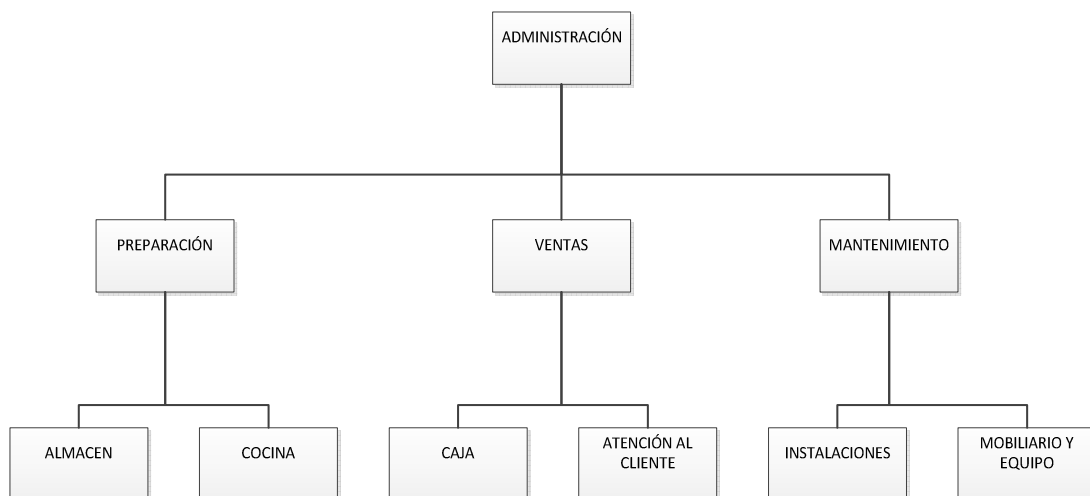 ADMINISTRACIÓN
PREPARACIÓN
VENTAS
MANTENIMIENTO
ALMACEN
COCINA
CAJA
ATENCIÓN AL
CLIENTE
INSTALACIONES
MOBILIARIO Y
EQUIPO